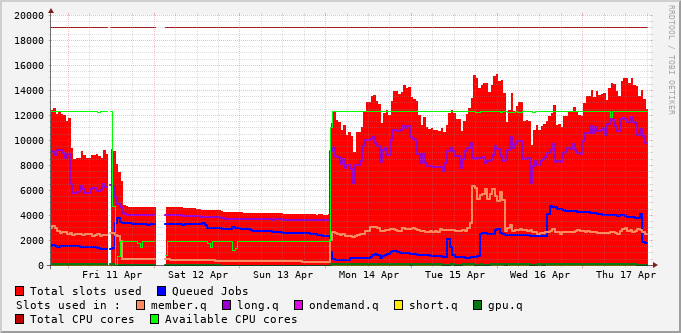 20000
18000
16000
14000
12000
10000
8000
6000
4000
2000
0
Fri 11 Apr Sat 12 Apr Sun 13 Apr Mon 14 Apr Tue 15 Apr Wed 16 Apr Thu 17 Apr
Total slots used Queued Jobs
Slots used in : member.q long.q ondemand.q short.q gpu.q
Total CPU cores Available CPU cores
RRDTOOL / TOBI OETIKER